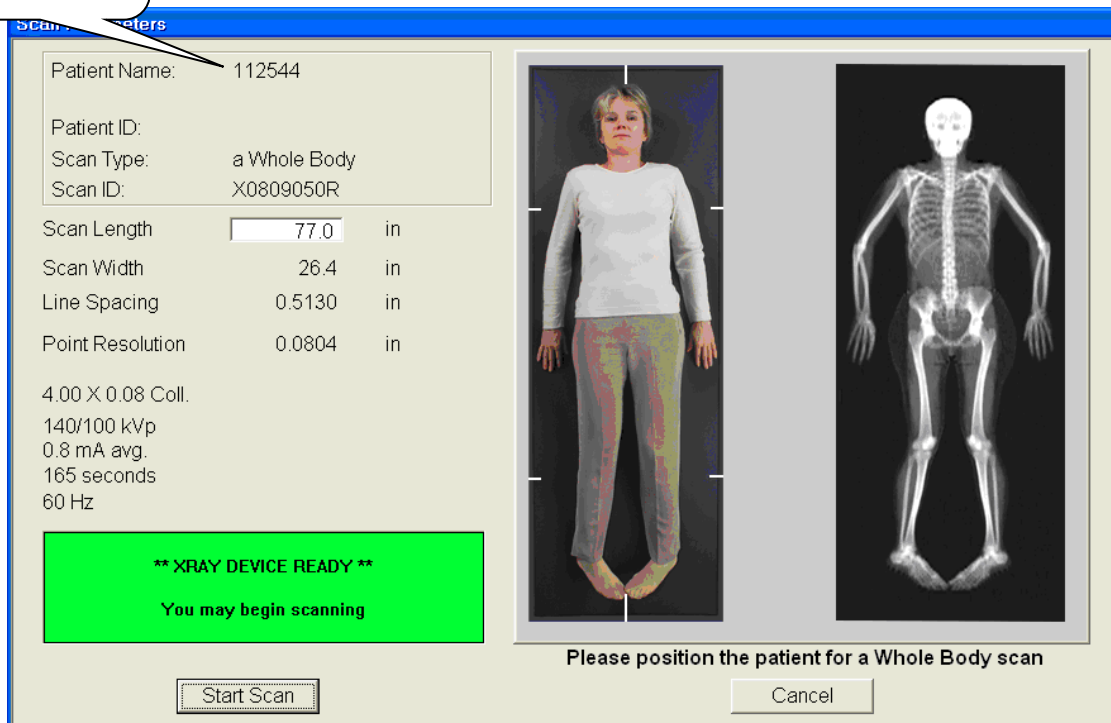 Scan Parameters
Patient Name: 112544
Patient ID:
Scan Type: a Whole Body
Scan ID: X0809050R
Scan Length 77.0 in
Scan Width 26.4 in
Line Spacing 0.5130 in
Point Resolution 0.0804 in
4.00 X 0.08 Coll.
140/100 kVp
0.8 mA avg.
165 seconds
60 Hz
** XRAY DEVICE READY **
You may begin scanning
Please position the patient for a Whole Body scan
Start Scan Cancel